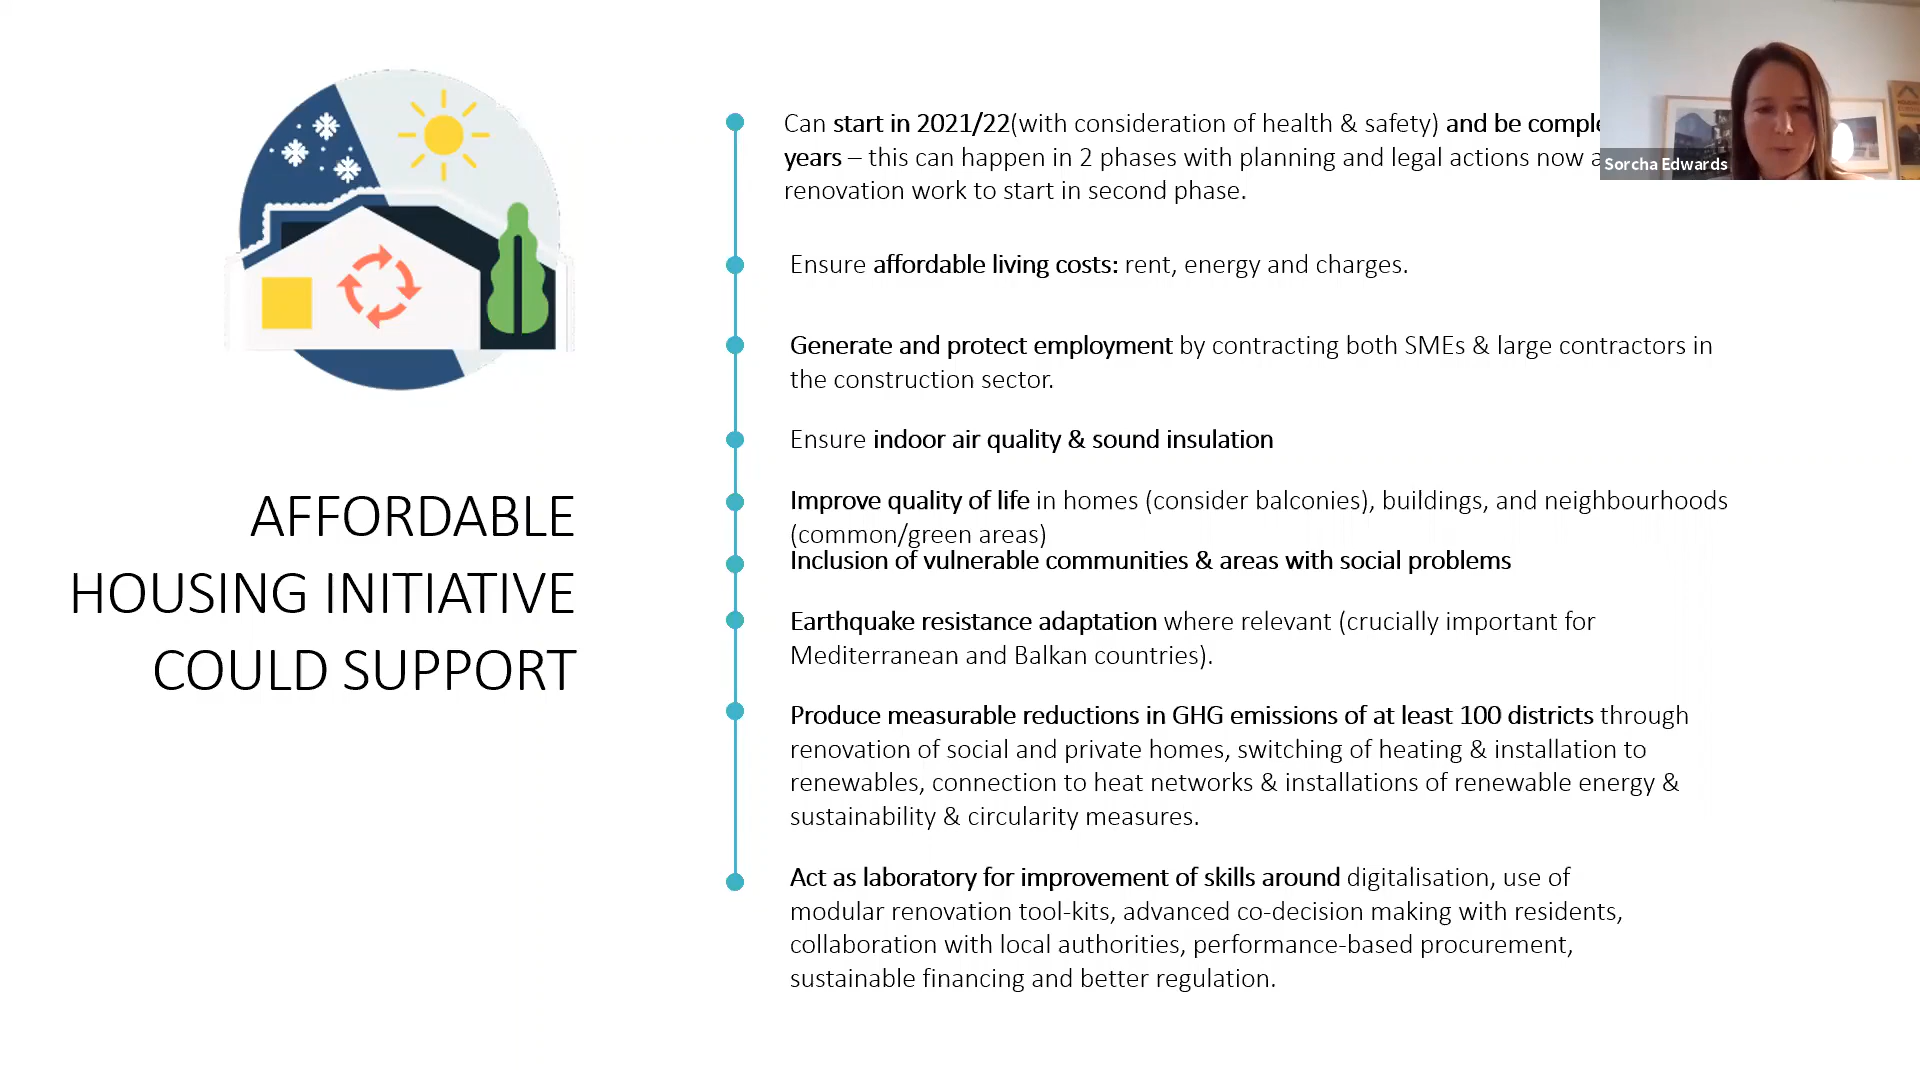 AFFORDABLE
HOUSING INITIATIVE
COULD SUPPORT
Can start in 2021/22(with consideration of health & safety) and be
years – this can happen in 2 phases with planning and legal actions now
renovation work to start in second phase.
Ensure affordable living costs: rent, energy and charges.
Generate and protect employment by contracting both SMEs & large contractors in
the construction sector.
Ensure indoor air quality & sound insulation
Improve quality of life in homes (consider balconies), buildings, and neighbourhoods
(common/green areas)
Inclusion of vulnerable communities & areas with social problems
Earthquake resistance adaptation where relevant (crucially important for
Mediterranean and Balkan countries).
Produce measurable reductions in GHG emissions of at least 100 districts through
renovation of social and private homes, switching of heating & installation to
renewables, connection to heat networks & installations of renewable energy &
sustainability & circularity measures.
Act as laboratory for improvement of skills around digitalisation, use of
modular renovation tool-kits, advanced co-decision making with residents,
collaboration with local authorities, performance-based procurement,
sustainable financing and better regulation.
Sorcha Edwards